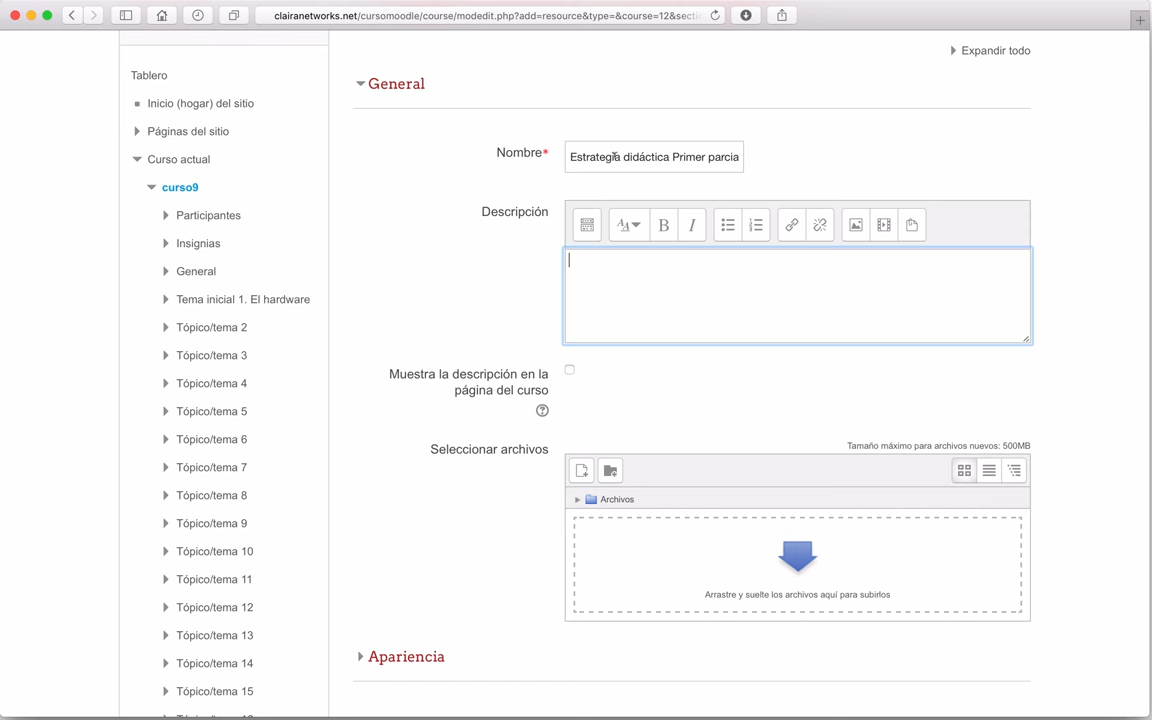 clairanetworks.net/cursomoodle/course/modedit.php?add=resource&type=&course=12&secti
Expandir todo
Tablero
Inicio (hogar) del sitio
Páginas del sitio
Curso actual
curso9
Participantes
Insignias
General
Tema inicial 1. El hardware
Tópico/tema 2
Tópico/tema 3
Tópico/tema 4
Tópico/tema 5
Tópico/tema 6
Tópico/tema 7
Tópico/tema 8
Tópico/tema 9
Tópico/tema 10
Tópico/tema 11
Tópico/tema 12
Tópico/tema 13
Tópico/tema 14
Tópico/tema 15
General
Nombre*
Estrategia didáctica Primer parcia
Descripción
Muestra la descripción en la
página del curso
Seleccionar archivos
Tamaño máximo para archivos nuevos: 500MB
Archivos
Arrastre y suelte los archivos aquí para subirlos
Apariencia